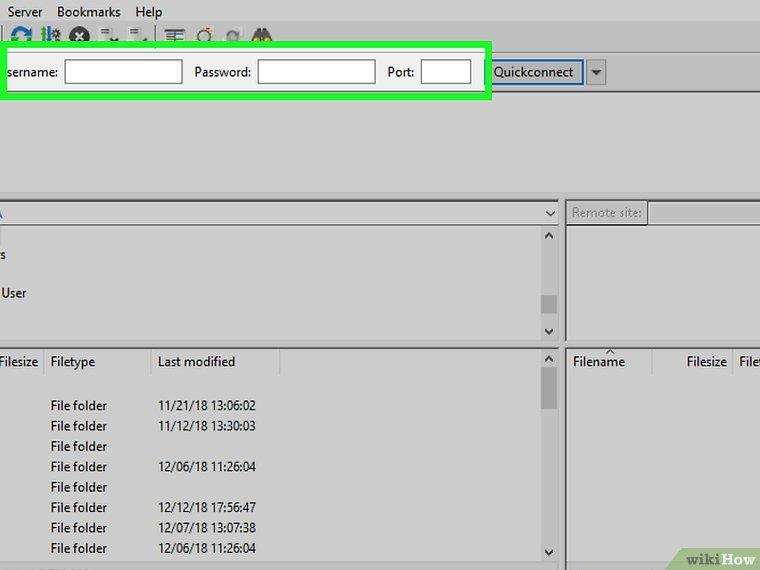 Server Bookmarks Help
sername: Password: Port: Quickconnect
Remote site:
s
User
Filesize Filetype Last modified
Filename Filesize Filet
File folder 11/21/18 13:06:02
File folder 11/12/18 13:30:03
File folder
File folder 12/06/18 11:26:04
File folder
File folder 12/12/18 17:56:47
File folder 12/07/18 13:07:38
File folder 12/06/18 11:26:04
wikiHow